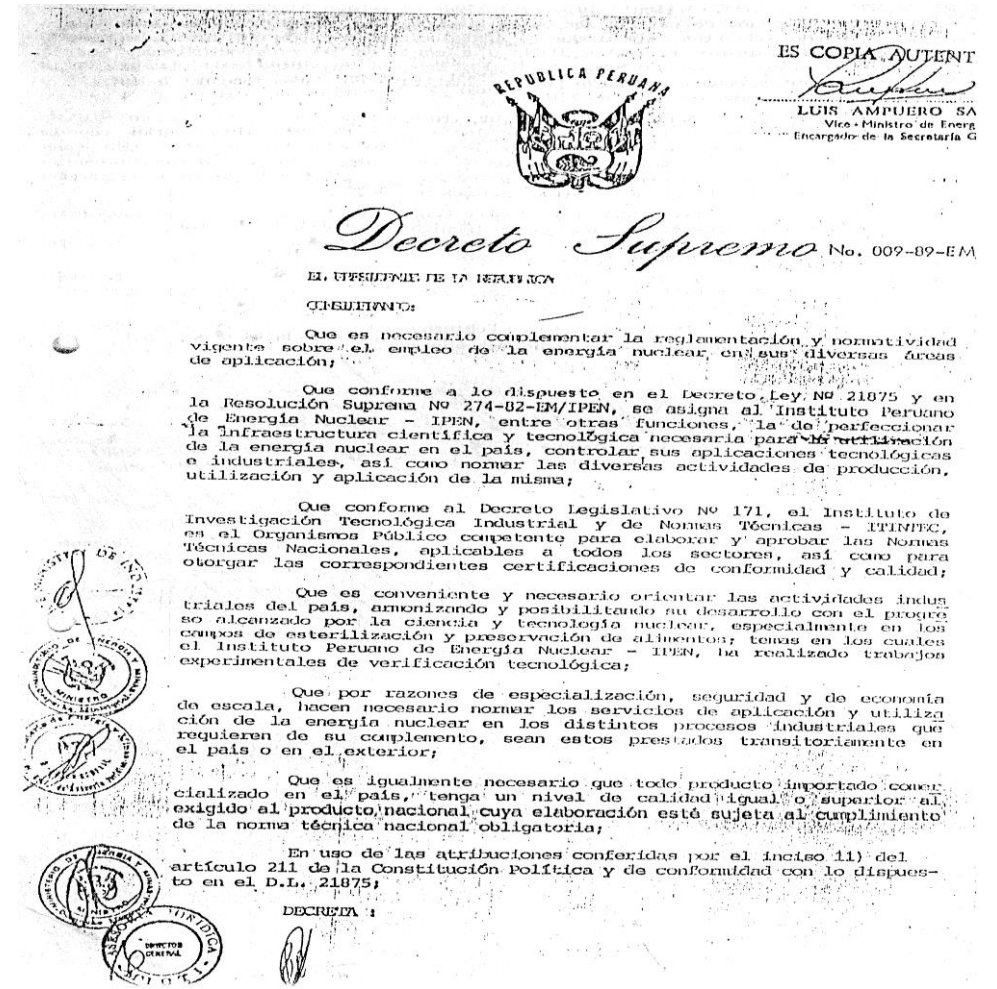 ES COPIA AUTENT
LUIS AMPUERO SA
Vice-Ministro de Energ
Encargado de la Secretaría G
REPUBLICA PERUANA
Decreto Supremo No. 009-89-EM
EL PRESIDENTE DE LA REPUBLICA
CONSIDERANDO:
Que es necesario complementar la reglamentación y normatividad
vigente sobre el empleo de la energía nuclear en sus diversas áreas
de aplicación;
Que conforme a lo dispuesto en el Decreto Ley Nº 21875 y en
la Resolución Suprema Nº 274-82-EM/IPEN, se asigna al Instituto Peruano
de Energía Nuclear - IPEN, entre otras funciones, la de perfeccionar
la Infraestructura científica y tecnológica necesaria para la utilización
de la energía nuclear en el país, controlar sus aplicaciones tecnológicas
e industriales, así como normar las diversas actividades de producción,
utilización y aplicación de la misma;
Que conforme al Decreto Legislativo Nº 171, el Instituto de
Investigación Tecnológica Industrial y de Normas Técnicas - ITINTEC,
es el Organismos Público competente para elaborar y aprobar las Normas
Técnicas Nacionales, aplicables a todos los sectores, así como para
otorgar las correspondientes certificaciones de conformidad y calidad;
Que es conveniente y necesario orientar las actividades indus
triales del país, armonizando y posibilitando su desarrollo con el progre
so alcanzado por la ciencia y tecnología nuclear, especialmente en los
campos de esterilización y preservación de alimentos; temas en los cuales
el Instituto Peruano de Energía Nuclear - IPEN, ha realizado trabajos
experimentales de verificación tecnológica;
Que por razones de especialización, seguridad y de economía
de escala, hacen necesario normar los servicios de aplicación y utiliza
ción de la energía nuclear en los distintos procesos industriales que
requieren de su complemento, sean estos prestados transitoriamente en
el país o en el exterior;
Que es igualmente necesario que todo producto importado comer
cializado en el país, tenga un nivel de calidad igual o superior al
exigido al producto nacional cuya elaboración esté sujeta al cumplimiento
de la norma técnica nacional obligatoria;
En uso de las atribuciones conferidas por el inciso 11) del
artículo 211 de la Constitución Política y de conformidad con lo dispues-
to en el D.L. 21875;
DECRETA :
MINISTRO
ASESORIA JURIDICA
DIRECTOR
GENERAL